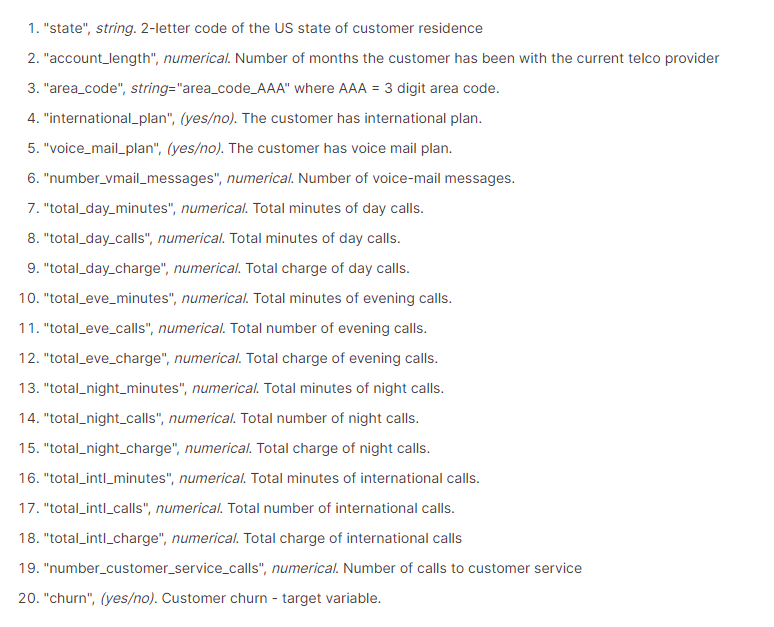 1. "state", string. 2-letter code of the US state of customer residence
2. "account_length", numerical. Number of months the customer has been with the current telco provider
3. "area_code", string="area_code_AAA" where AAA = 3 digit area code.
4. "international_plan", (yes/no). The customer has international plan.
5. "voice_mail_plan", (yes/no). The customer has voice mail plan.
6. "number_vmail_messages", numerical. Number of voice-mail messages.
7. "total_day_minutes", numerical. Total minutes of day calls.
8. "total_day_calls", numerical. Total minutes of day calls.
9. "total_day_charge", numerical. Total charge of day calls.
10. "total_eve_minutes", numerical. Total minutes of evening calls.
11. "total_eve_calls", numerical. Total number of evening calls.
12. "total_eve_charge", numerical. Total charge of evening calls.
13. "total_night_minutes", numerical. Total minutes of night calls.
14. "total_night_calls", numerical. Total number of night calls.
15. "total_night_charge", numerical. Total charge of night calls.
16. "total_intl_minutes", numerical. Total minutes of international calls.
17. "total_intl_calls", numerical. Total number of international calls.
18. "total_intl_charge", numerical. Total charge of international calls
19. "number_customer_service_calls", numerical. Number of calls to customer service
20. "churn", (yes/no). Customer churn - target variable.